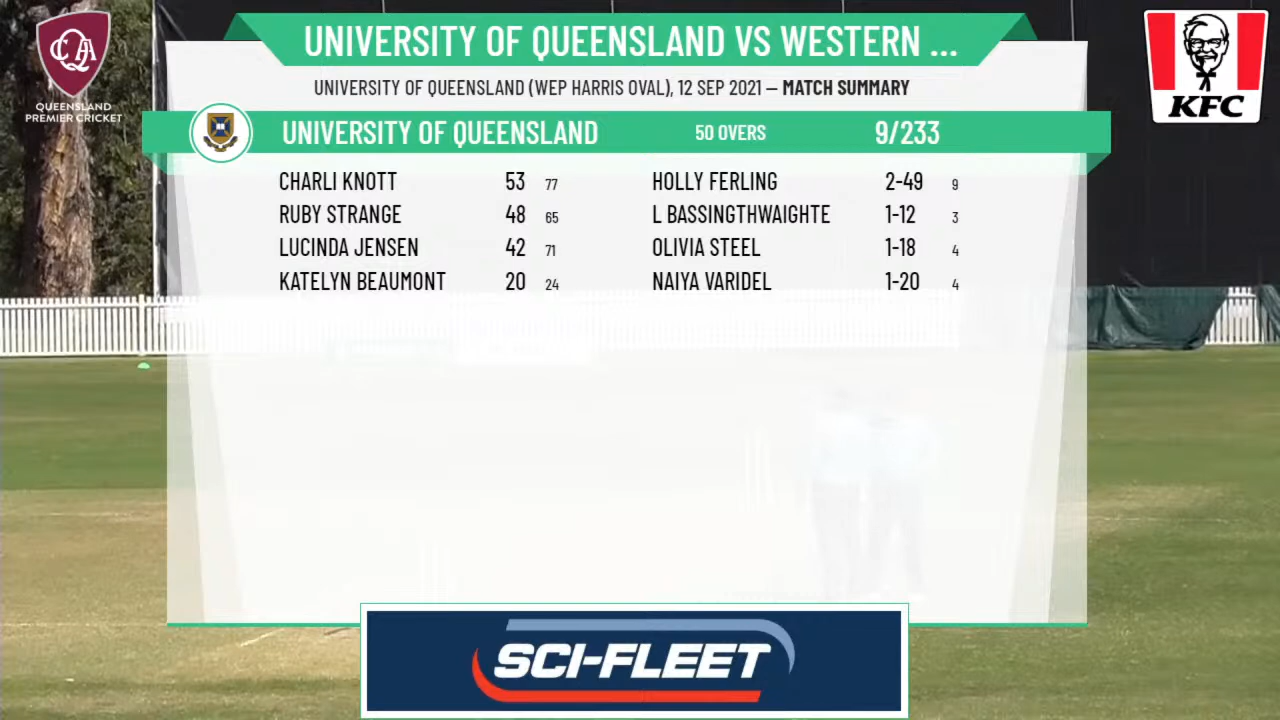 UNIVERSITY OF QUEENSLAND VS WESTERN ...
UNIVERSITY OF QUEENSLAND (WEP HARRIS OVAL), 12 SEP 2021 – MATCH SUMMARY
CQA
QUEENSLAND
PREMIER CRICKET
KFC
UNIVERSITY OF QUEENSLAND 50 OVERS 9/233
CHARLI KNOTT 53 77 HOLLY FERLING 2-49 9
RUBY STRANGE 48 65 L BASSINGTHWAIGHTE 1-12 3
LUCINDA JENSEN 42 71 OLIVIA STEEL 1-18 4
KATELYN BEAUMONT 20 24 NAIYA VARIDEL 1-20 4
SCI-FLEET